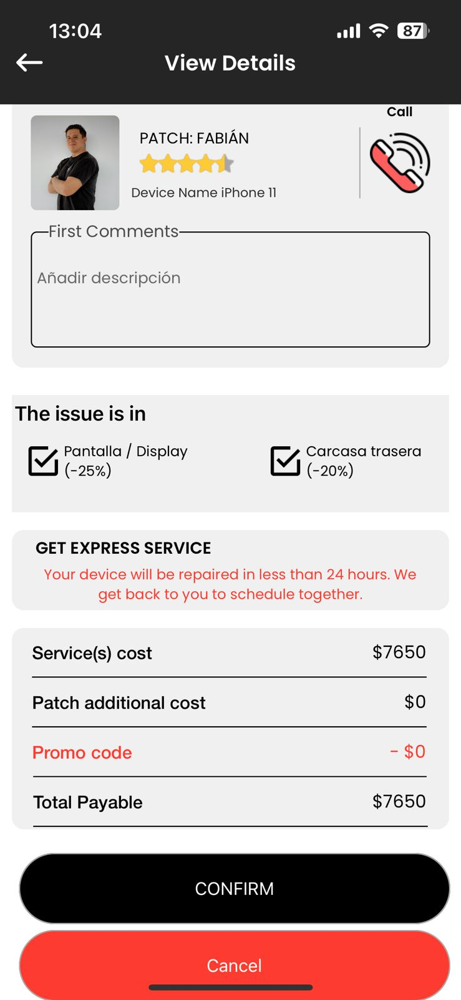 13:04
87
View Details
Call
PATCH: FABIÁN
Device Name iPhone 11
First Comments
Añadir descripción
The issue is in
Pantalla / Display
(-25%)
Carcasa trasera
(-20%)
GET EXPRESS SERVICE
Your device will be repaired in less than 24 hours. We
get back to you to schedule together.
Service(s) cost $7650
Patch additional cost $0
Promo code - $0
Total Payable $7650
CONFIRM
Cancel